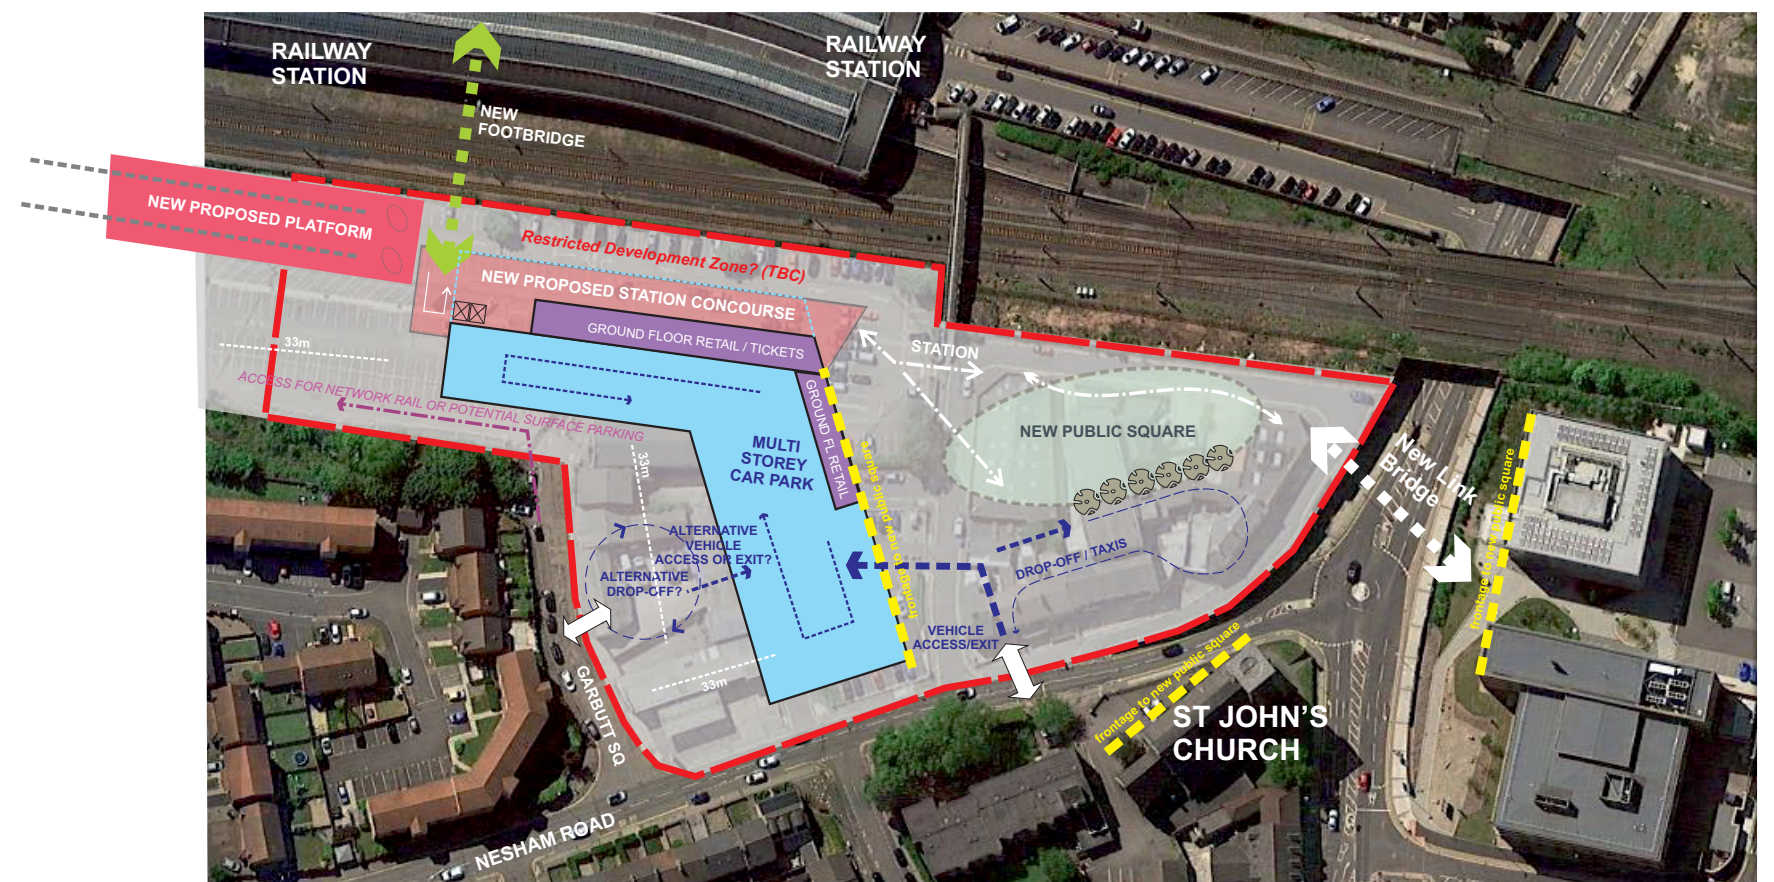 RAILWAY
STATION
RAILWAY
STATION
NEW
FOOTBRIDGE
NEW PROPOSED PLATFORM
Restricted Development Zone? (TBC)
NEW PROPOSED STATION CONCOURSE
GROUND FLOOR RETAIL / TICKETS
STATION
33m
ACCESS FOR NETWORK RAIL OR POTENTIAL SURFACE PARKING
GROUND FL RETAIL
MULTI
STOREY
CAR PARK
33m
frontage to new public square
NEW PUBLIC SQUARE
New Link
Bridge
frontage to new public square
ALTERNATIVE
VEHICLE
ACCESS OR EXIT?
ALTERNATIVE
DROP-OFF?
DROP-OFF / TAXIS
VEHICLE
ACCESS/EXIT
33m
GARBUTT SQ
frontage to new public square
ST JOHN'S
CHURCH
NESHAM ROAD